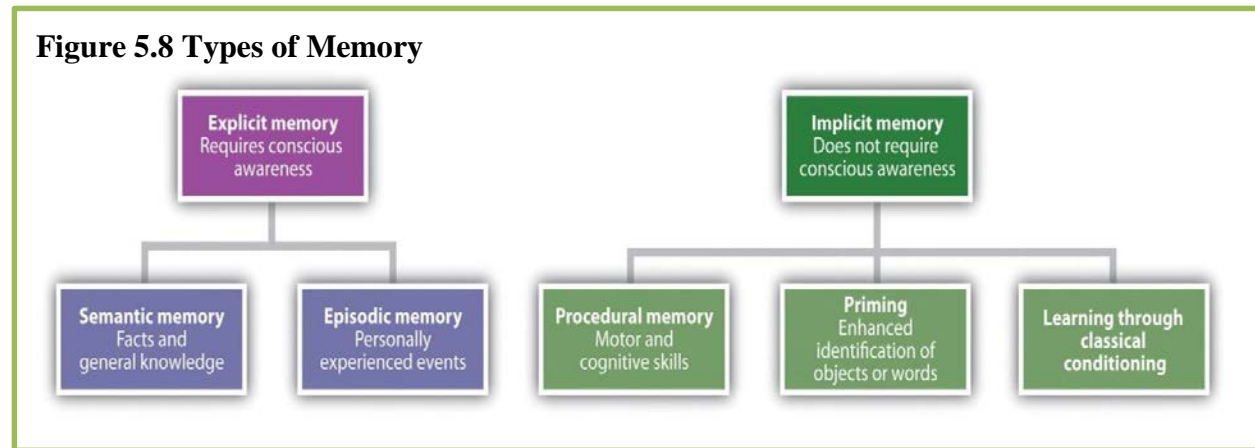 Figure 5.8 Types of Memory
Explicit memory
Requires conscious
awareness
Implicit memory
Does not require
conscious awareness
Semantic memory
Facts and
general knowledge
Episodic memory
Personally
experienced events
Procedural memory
Motor and
cognitive skills
Priming
Enhanced
identification of
objects or words
Learning through
classical
conditioning